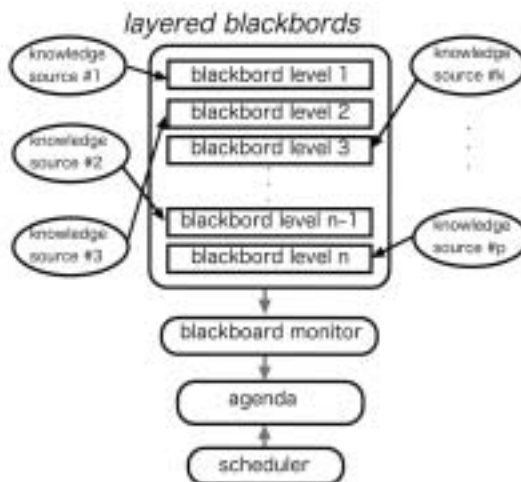 layered blackbords
knowledge
source #1
blackbord level 1
knowledge
source #k
blackbord level 2
blackbord level 3
knowledge
source #2
blackbord level n-1
knowledge
source #3
blackbord level n
knowledge
source #p
blackboard monitor
agenda
scheduler